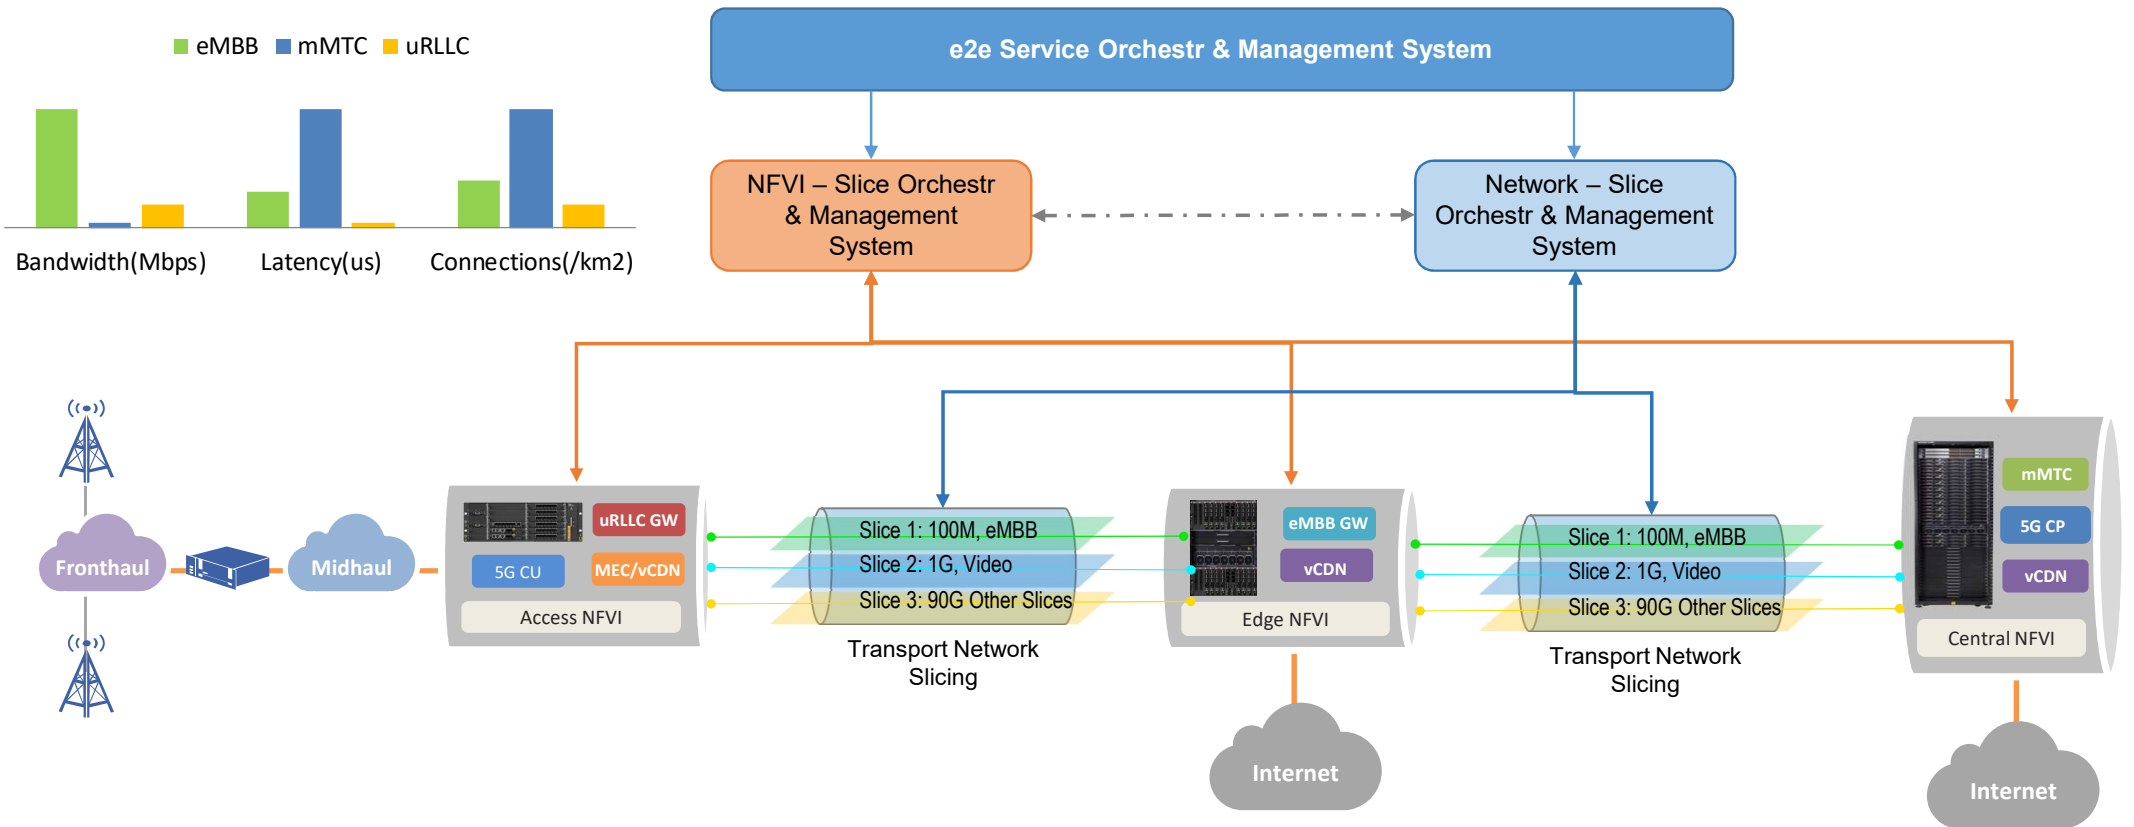 eMBB mMTC uRLLC
Bandwidth(Mbps) Latency(us) Connections(/km2)
e2e Service Orchestr & Management System
NFVI – Slice Orchestr
& Management
System
Network – Slice
Orchestr & Management
System
Fronthaul
Midhaul
uRLLC GW
5G CU
MEC/vCDN
Access NFVI
Slice 1: 100M, eMBB
Slice 2: 1G, Video
Slice 3: 90G Other Slices
Transport Network
Slicing
eMBB GW
vCDN
Edge NFVI
Internet
Slice 1: 100M, eMBB
Slice 2: 1G, Video
Slice 3: 90G Other Slices
Transport Network
Slicing
mMTC
5G CP
vCDN
Central NFVI
Internet